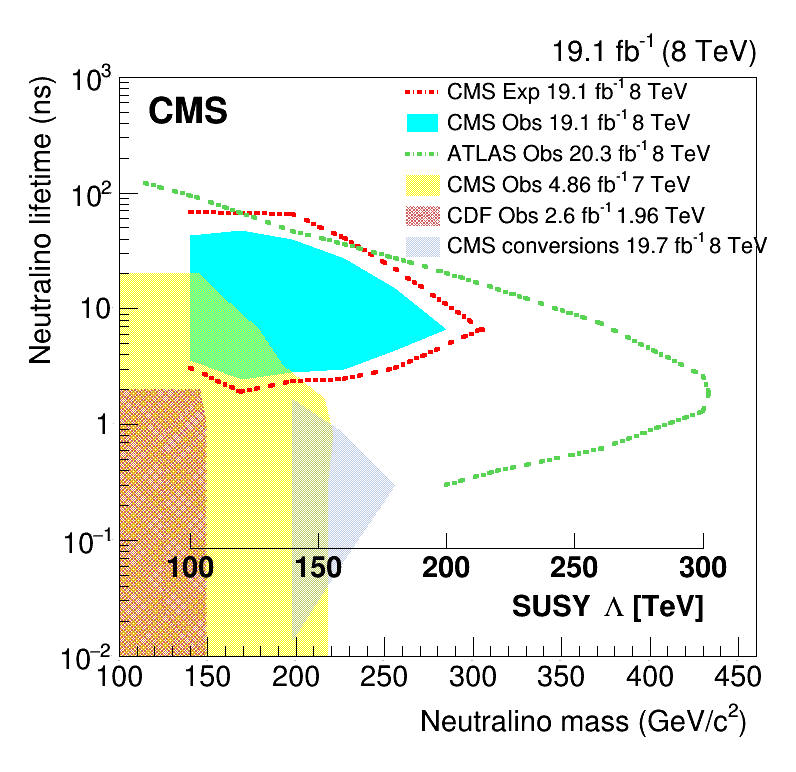 19.1 fb⁻¹ (8 TeV)
CMS
CMS Exp 19.1 fb⁻¹ 8 TeV
CMS Obs 19.1 fb⁻¹ 8 TeV
ATLAS Obs 20.3 fb⁻¹ 8 TeV
CMS Obs 4.86 fb⁻¹ 7 TeV
CDF Obs 2.6 fb⁻¹ 1.96 TeV
CMS conversions 19.7 fb⁻¹ 8 TeV
Neutralino lifetime (ns)
10³
10²
10
1
10⁻¹
10⁻²
100 150 200 250 300
SUSY Λ [TeV]
100 150 200 250 300 350 400 450
Neutralino mass (GeV/c²)